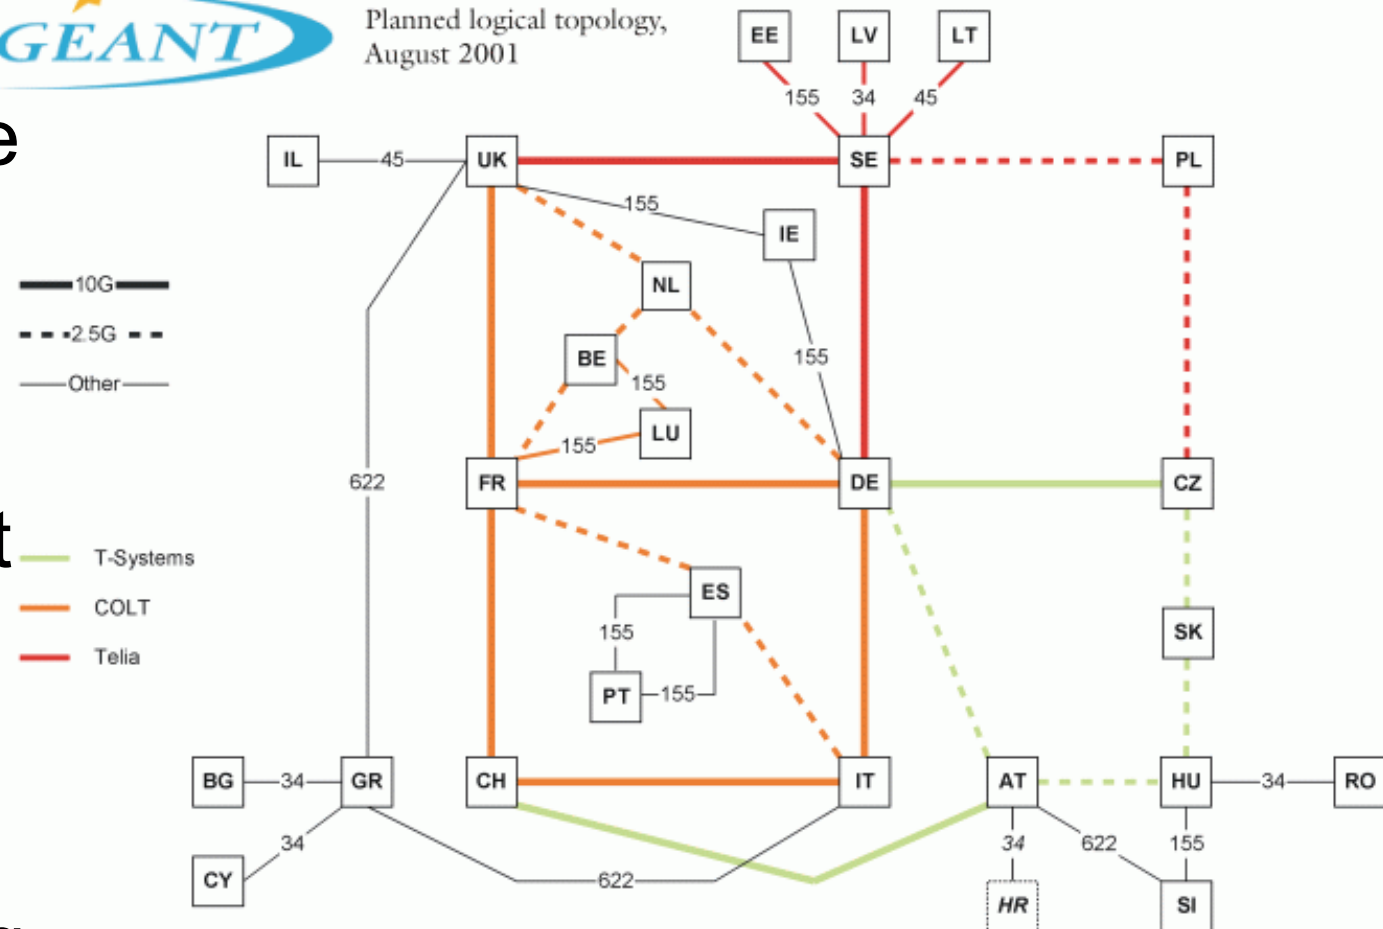 GEANT
Planned logical topology,
August 2001
EE
LV
LT
155
34
45
e
IL
45
UK
SE
PL
155
IE
10G
NL
2.5G
BE
155
Other
155
LU
155
FR
DE
CZ
622
t
T-Systems
ES
COLT
155
SK
Telia
PT
155
BG
34
GR
CH
IT
AT
HU
34
RO
34
34
622
155
CY
622
HR
SI